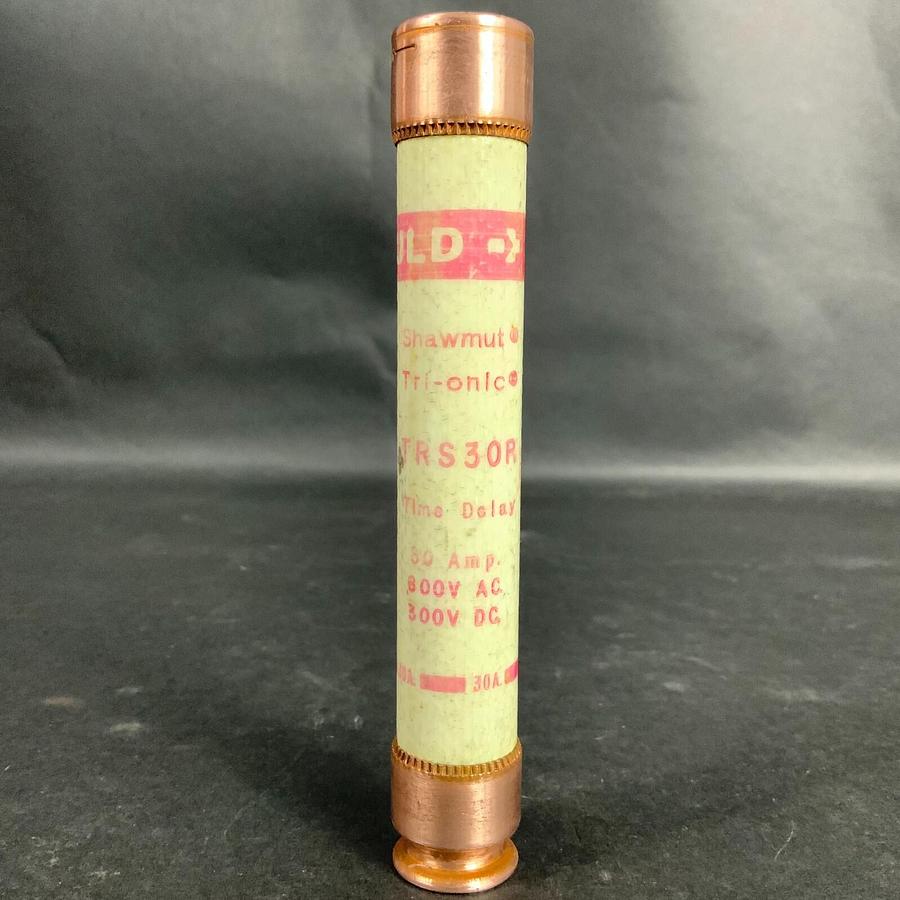 ULD
Shawmut®
Tri-onic®
TRS30R
Time Delay
30 Amp.
600V AC.
300V DC.
30A. 30A.